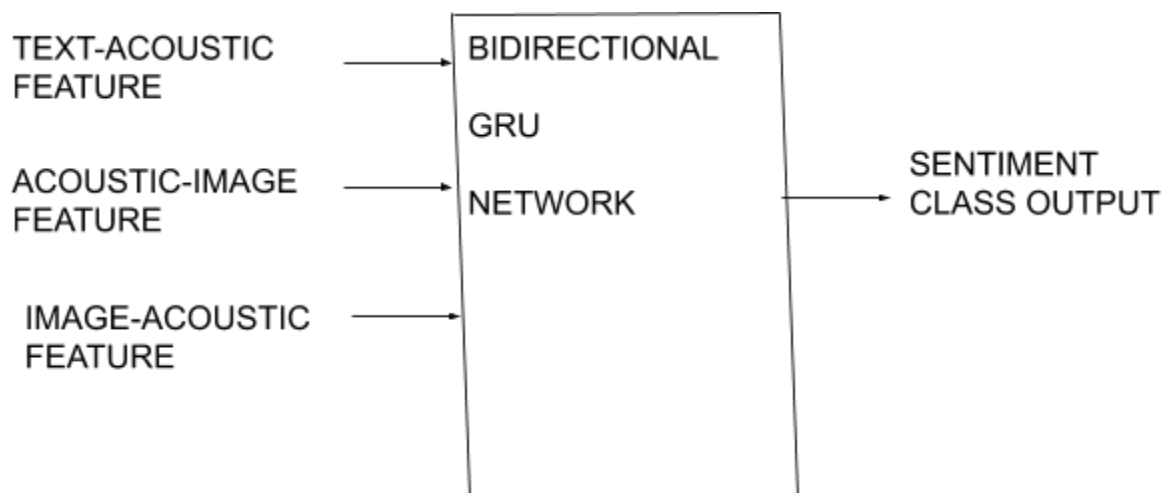 TEXT-ACOUSTIC
FEATURE
ACOUSTIC-IMAGE
FEATURE
IMAGE-ACOUSTIC
FEATURE
BIDIRECTIONAL
GRU
NETWORK
SENTIMENT
CLASS OUTPUT